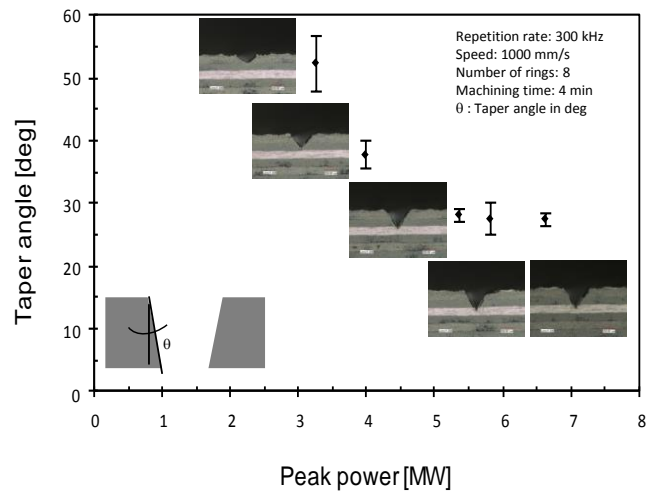 Repetition rate: 300 kHz
Speed: 1000 mm/s
Number of rings: 8
Machining time: 4 min
θ : Taper angle in deg
Taper angle [deg]
60
50
40
30
20
10
0
θ
0 1 2 3 4 5 6 7 8
Peak power [MW]